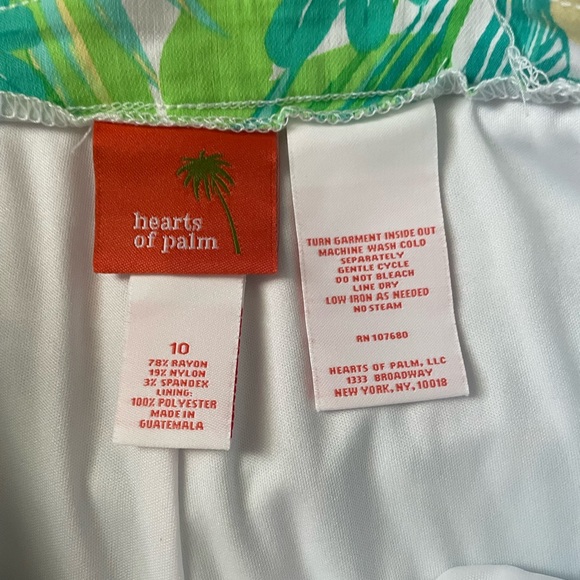 hearts
of palm
10
78% RAYON
19% NYLON
3% SPANDEX
LINING:
100% POLYESTER
MADE IN
GUATEMALA
TURN GARMENT INSIDE OUT
MACHINE WASH COLD
SEPARATELY
GENTLE CYCLE
DO NOT BLEACH
LINE DRY
LOW IRON AS NEEDED
NO STEAM
RN 107680
HEARTS OF PALM, LLC
1333 BROADWAY
NEW YORK, NY, 10018